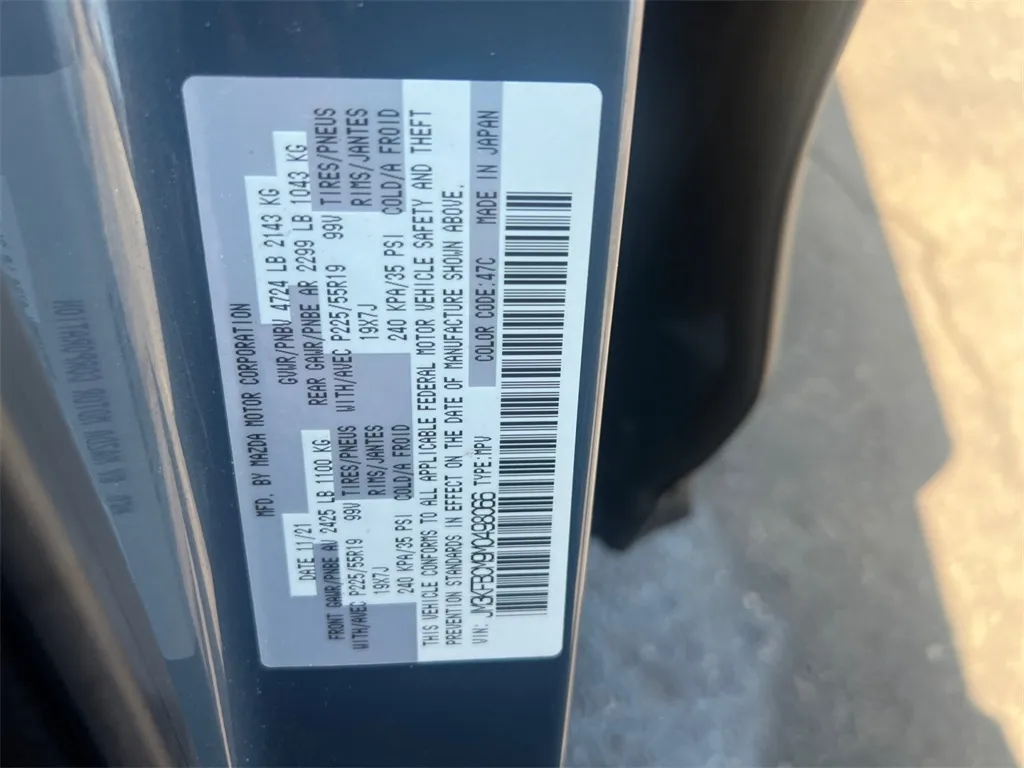 MFD. BY MAZDA MOTOR CORPORATION
DATE 11/21 GVWR/PNBV 4724 LB 2143 KG
FRONT GAWR/PNBE AV 2425 LB 1100 KG REAR GAWR/PNBE AR 2299 LB 1043 KG
WITH/AVEC P225/55R19 99V TIRES/PNEUS WITH/AVEC P225/55R19 99V TIRES/PNEUS
19X7J RIMS/JANTES 19X7J RIMS/JANTES
240 KPA/35 PSI COLD/A FROID 240 KPA/35 PSI COLD/A FROID
THIS VEHICLE CONFORMS TO ALL APPLICABLE FEDERAL MOTOR VEHICLE SAFETY AND THEFT
PREVENTION STANDARDS IN EFFECT ON THE DATE OF MANUFACTURE SHOWN ABOVE.
VIN: JM3KFBCM9M0498066 TYPE:MPV COLOR CODE:47C MADE IN JAPAN